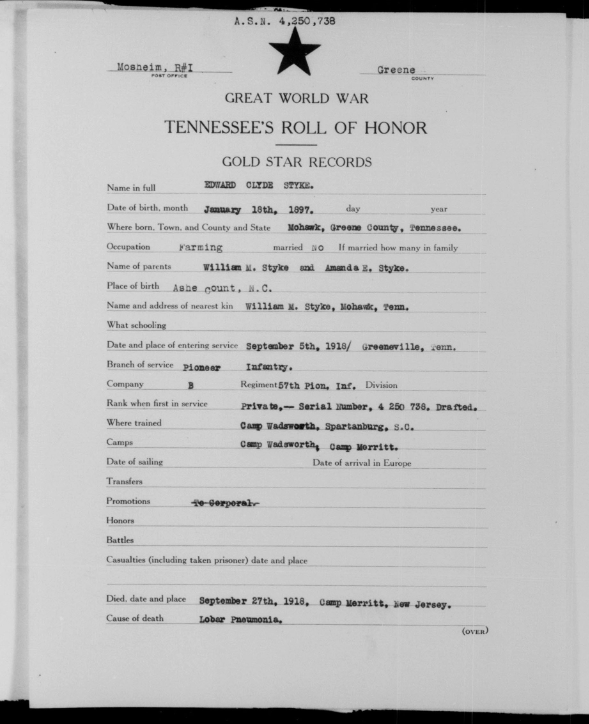 A.S.N. 4,250,738
Mosheim, R#I
POST OFFICE
Greene
COUNTY
GREAT WORLD WAR
TENNESSEE'S ROLL OF HONOR
GOLD STAR RECORDS
Name in full EDWARD CLYDE STYKE.
Date of birth, month January 18th, 1897. day year
Where born, Town, and County and State Mohawk, Greene County, Tennessee.
Occupation Farming married NO If married how many in family
Name of parents William M. Styke and Amanda E. Styke.
Place of birth Ashe count, N.C.
Name and address of nearest kin William M. Styke, Mohawk, Tenn.
What schooling
Date and place of entering service September 5th, 1918/ Greeneville, Tenn.
Branch of service Pioneer Infantry.
Company B Regiment 57th Pion. Inf. Division
Rank when first in service Private,— Serial Number, 4 250 738. Drafted.
Where trained Camp Wadsworth, Spartanburg, S.C.
Camps Camp Wadsworth, Camp Merritt.
Date of sailing Date of arrival in Europe
Transfers
Promotions To Corporal.
Honors
Battles
Casualties (including taken prisoner) date and place
Died, date and place September 27th, 1918, Camp Merritt, New Jersey.
Cause of death Lobar Pneumonia.
(OVER)